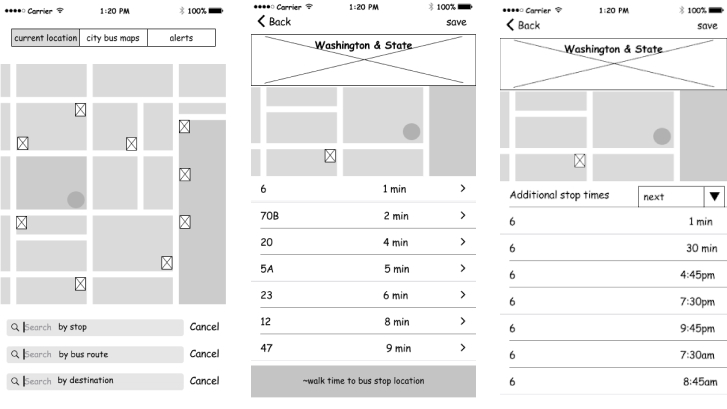 Carrier 1:20 PM 100%
current location city bus maps alerts
Search by stop Cancel
Search by bus route Cancel
Search by destination Cancel
Carrier 1:20 PM 100%
Back save
Washington & State
6 1 min
70B 2 min
20 4 min
5A 5 min
23 6 min
12 8 min
47 9 min
~walk time to bus stop location
Carrier 1:20 PM 100%
Back save
Washington & State
Additional stop times next
6 1 min
6 30 min
6 4:45pm
6 7:30pm
6 9:45pm
6 7:30am
6 8:45am